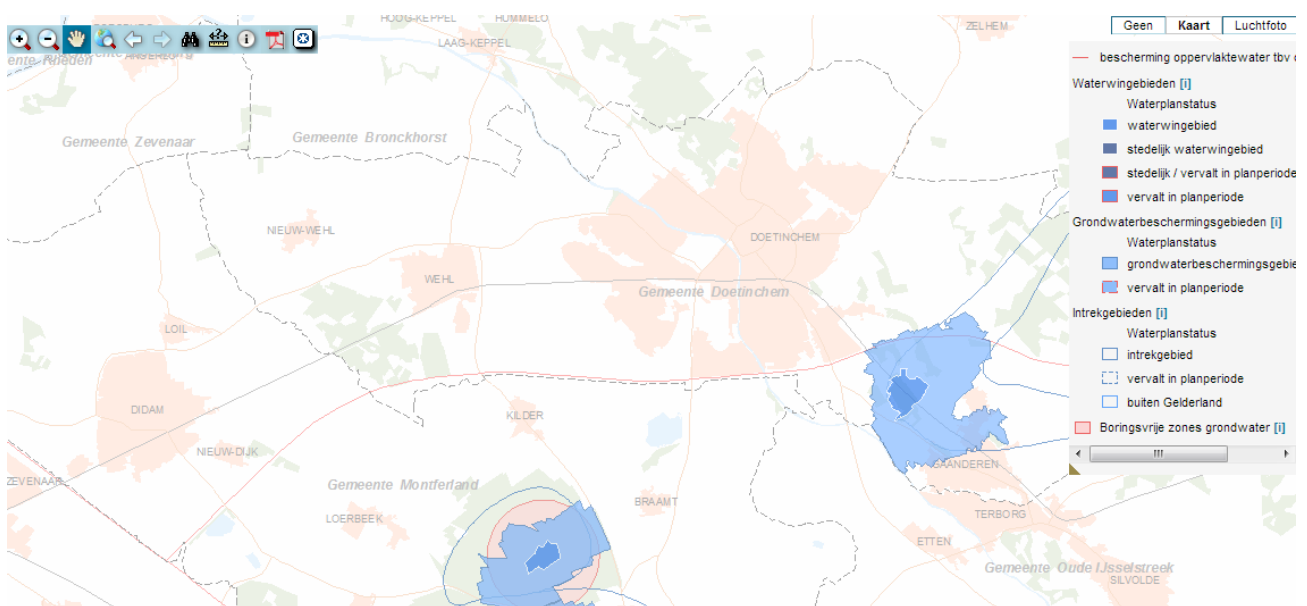 HOOG-KEPPEL
HUMMELO
ZELHEM
LAAG-KEPPEL
Gemeente Zevenaar
Gemeente Bronckhorst
NIEUW-WEHL
DOETINCHEM
WEHL
Gemeente Doetinchem
LOIL
DIDAM
KILDER
NIEUW-DIJK
GAANDEREN
ZEVENAAR
Gemeente Montferland
BRAAMT
LOERBEEK
TERBORG
ETTEN
Gemeente Oude IJsselstreek
SILVOLDE
Geen Kaart Luchtfoto
bescherming oppervlaktewater tbv
Waterwingebieden [i]
Waterplanstatus
waterwingebied
stedelijk waterwingebied
stedelijk / vervalt in planperiode
vervalt in planperiode
Grondwaterbeschermingsgebieden [i]
Waterplanstatus
grondwaterbeschermingsgebie
vervalt in planperiode
Intrekgebieden [i]
Waterplanstatus
intrekgebied
vervalt in planperiode
buiten Gelderland
Boringsvrije zones grondwater [i]